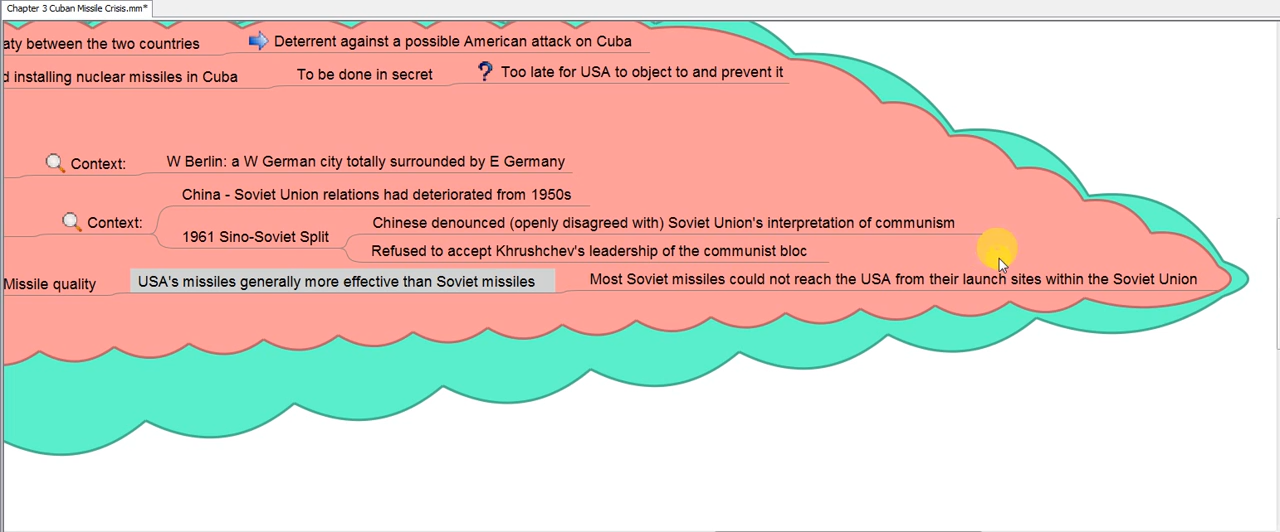 Chapter 3 Cuban Missile Crisis.mm*
aty between the two countries
Deterrent against a possible American attack on Cuba
d installing nuclear missiles in Cuba
To be done in secret
? Too late for USA to object to and prevent it
Context:
W Berlin: a W German city totally surrounded by E Germany
China - Soviet Union relations had deteriorated from 1950s
Context:
1961 Sino-Soviet Split
Chinese denounced (openly disagreed with) Soviet Union's interpretation of communism
Refused to accept Khrushchev's leadership of the communist bloc
Missile quality
USA's missiles generally more effective than Soviet missiles
Most Soviet missiles could not reach the USA from their launch sites within the Soviet Union